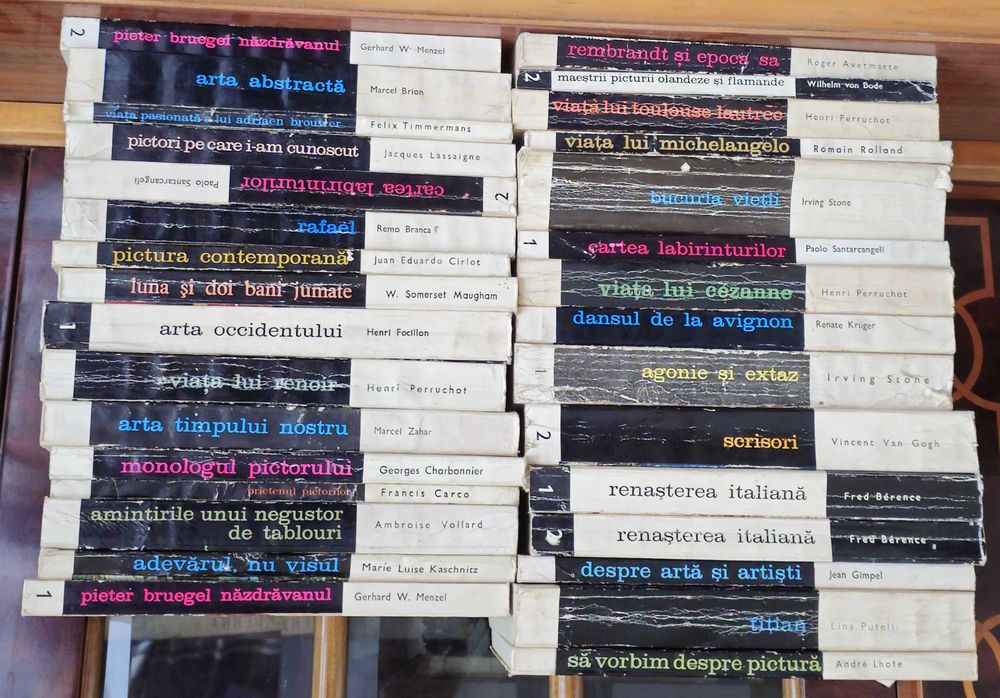 2 pieter bruegel năzdrăvanul Gerhard W. Menzel
arta abstractă Marcel Brion
viața pasionată a lui adriaen brouwer Felix Timmermans
pictori pe care i-am cunoscut Jacques Lassaigne
2 cartea labirinturilor Paolo Santarcangeli
rafael Remo Branca
pictura contemporană Juan Eduardo Cirlot
luna și doi bani jumate W. Somerset Maugham
1 arta occidentului Henri Focillon
viața lui renoir Henri Perruchot
arta timpului nostru Marcel Zahar
monologul pictorului Georges Charbonnier
prietenul pictorilor Francis Carco
amintirile unui negustor
de tablouri Ambroise Vollard
adevărul, nu visul Marie Luise Kaschnitz
1 pieter bruegel năzdrăvanul Gerhard W. Menzel
rembrandt și epoca sa Roger Avermaete
2 maeștrii picturii olandeze și flamande Wilhelm von Bode
viața lui toulouse lautrec Henri Perruchot
viața lui michelangelo Romain Rolland
bucuria vieții Irving Stone
1 cartea labirinturilor Paolo Santarcangeli
viața lui cézanne Henri Perruchot
dansul de la avignon Renate Krüger
1 agonie și extaz Irving Stone
2 scrisori Vincent Van Gogh
1 renașterea italiană Fred Bérence
2 renașterea italiană Fred Bérence
despre artă și artiști Jean Gimpel
tițian Lina Putelli
să vorbim despre pictură André Lhote